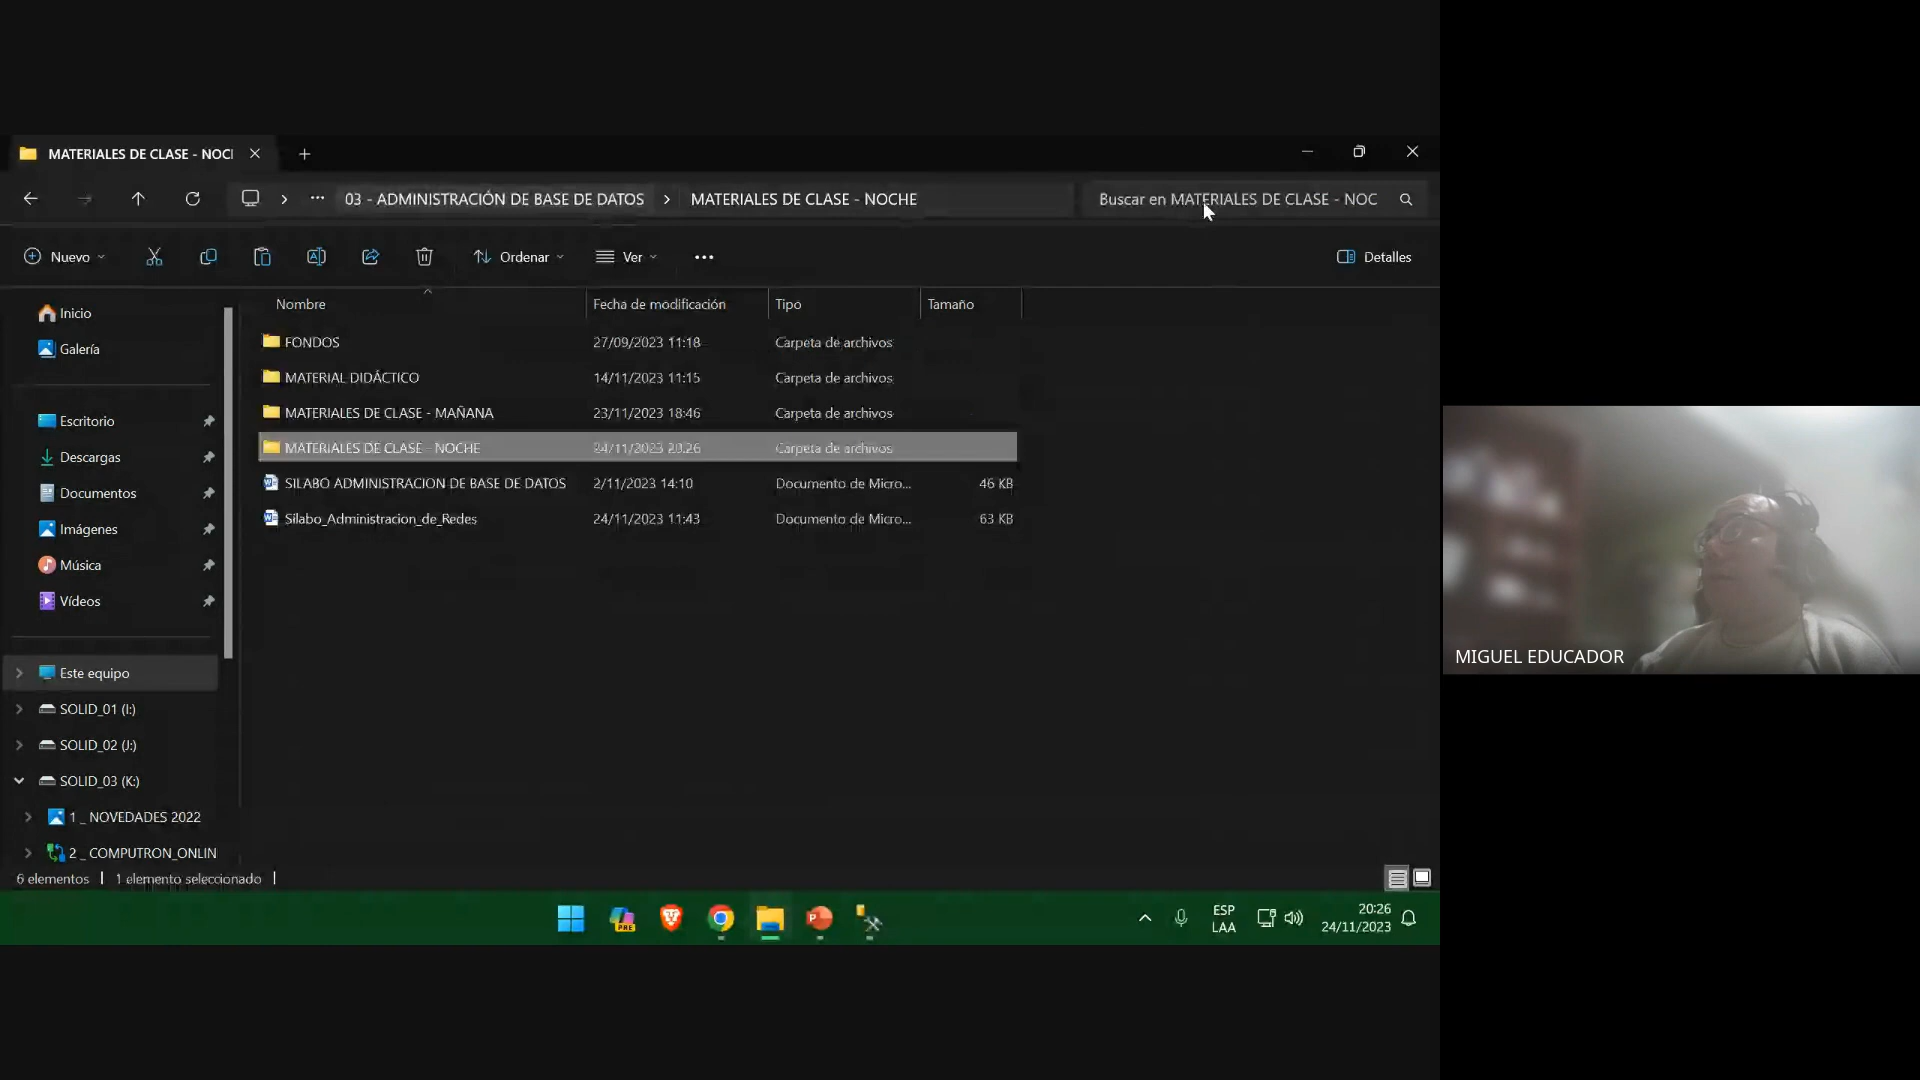 MATERIALES DE CLASE - NOCI
03 - ADMINISTRACIÓN DE BASE DE DATOS
MATERIALES DE CLASE - NOCHE
Buscar en MATERIALES DE CLASE - NOC
Nuevo
Ordenar
Ver
Detalles
Nombre
Fecha de modificación
Tipo
Tamaño
FONDOS 27/09/2023 11:18 Carpeta de archivos
MATERIAL DIDÁCTICO 14/11/2023 11:15 Carpeta de archivos
MATERIALES DE CLASE - MAÑANA 23/11/2023 18:46 Carpeta de archivos
MATERIALES DE CLASE - NOCHE 24/11/2023 20:26 Carpeta de archivos
SILABO ADMINISTRACION DE BASE DE DATOS 2/11/2023 14:10 Documento de Micro... 46 KB
Silabo_Administracion_de_Redes 24/11/2023 11:43 Documento de Micro... 63 KB
Inicio
Galería
Escritorio
Descargas
Documentos
Imágenes
Música
Vídeos
Este equipo
SOLID_01 (I:)
SOLID_02 (J:)
SOLID_03 (K:)
1 _ NOVEDADES 2022
2 _ COMPUTRON_ONLIN
6 elementos
1 elemento seleccionado
PRE
ESP
LAA
20:26
24/11/2023
MIGUEL EDUCADOR